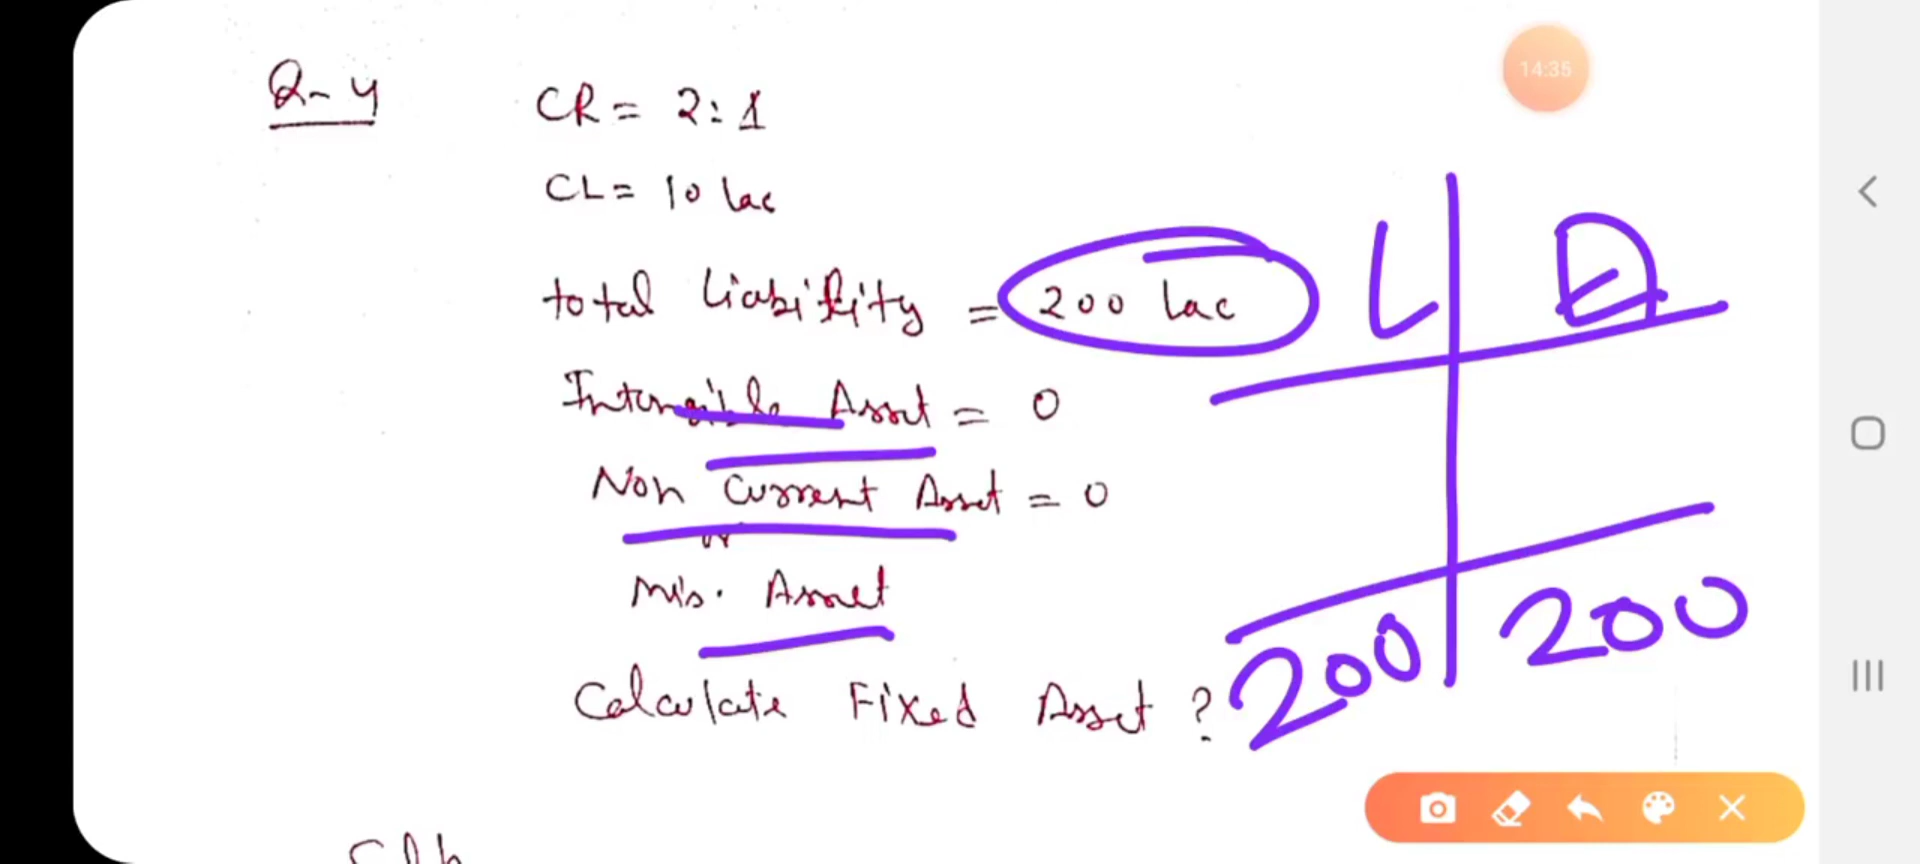 14:35
Q-4
CR = 2:1
CL = 10 lac
total Liability = 200 lac
L A
Intangible Asset = 0
Non Current Asset = 0
or
Mis. Asset
200 200
Calculate Fixed Asset ?